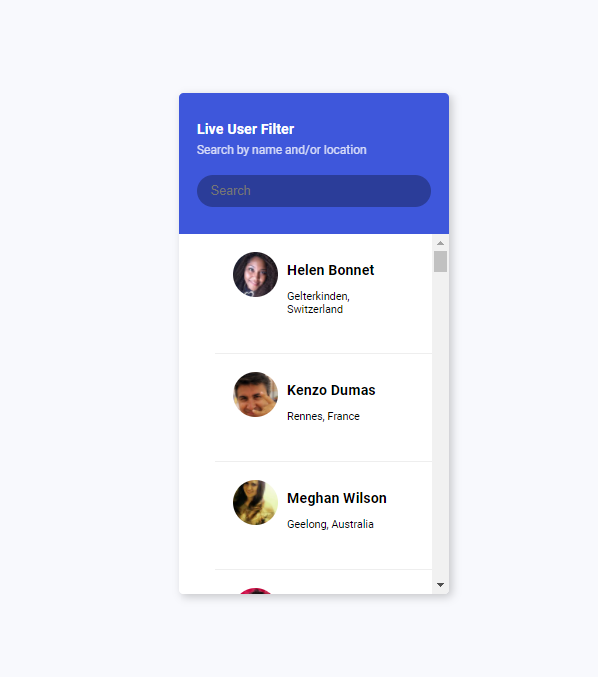 Live User Filter
Search by name and/or location
Search
Helen Bonnet
Gelterkinden,
Switzerland
Kenzo Dumas
Rennes, France
Meghan Wilson
Geelong, Australia